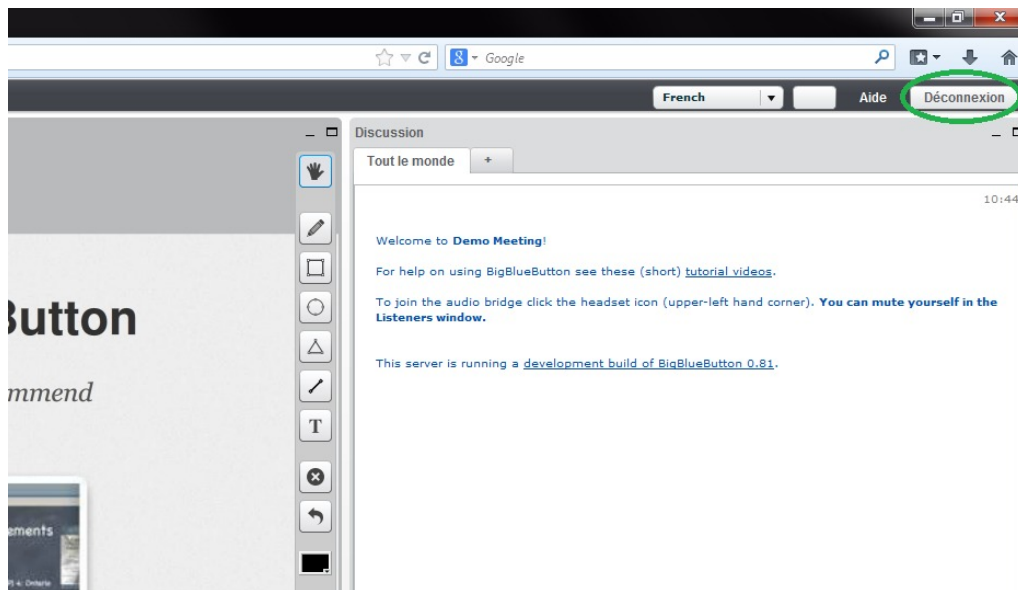 Google
French
Aide
Déconnexion
Discussion
Tout le monde
+
10:44
Welcome to Demo Meeting!
For help on using BigBlueButton see these (short) tutorial videos.
To join the audio bridge click the headset icon (upper-left hand corner). You can mute yourself in the
Listeners window.
This server is running a development build of BigBlueButton 0.81.
Button
ommend
T
ements